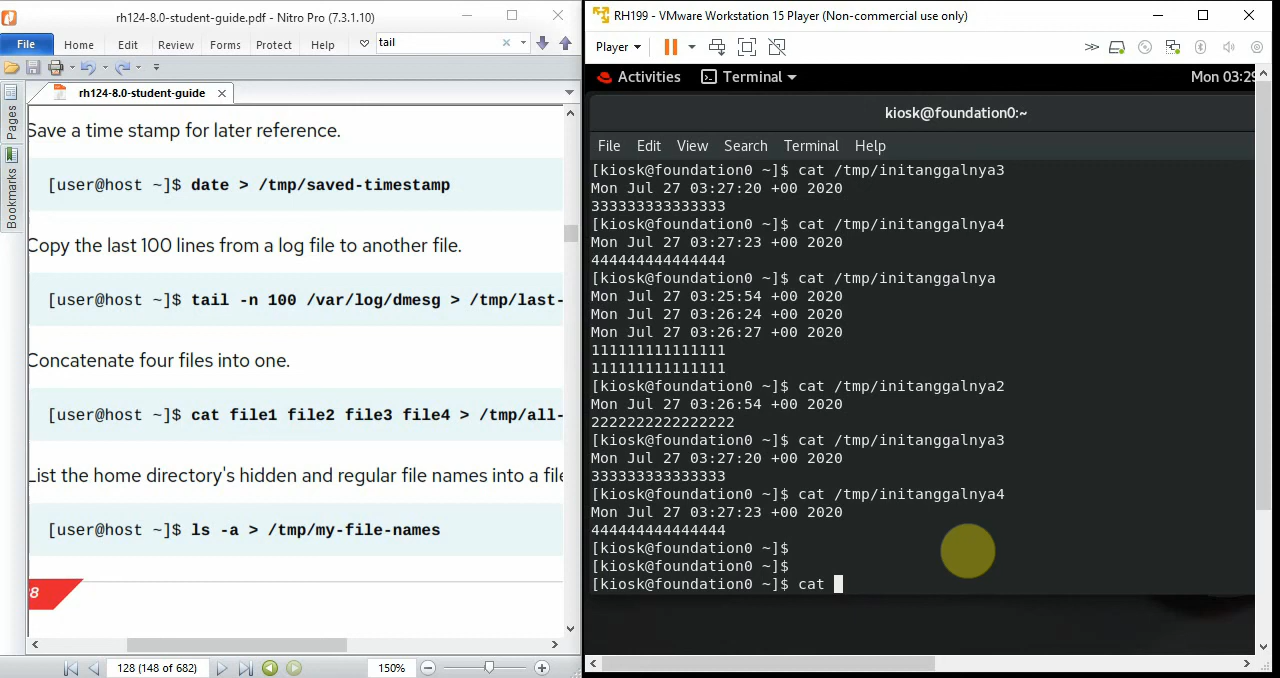 rh124-8.0-student-guide.pdf - Nitro Pro (7.3.1.10)
File Home Edit Review Forms Protect Help tail
rh124-8.0-student-guide
Pages
Bookmarks
Save a time stamp for later reference.
[user@host ~]$ date > /tmp/saved-timestamp
Copy the last 100 lines from a log file to another file.
[user@host ~]$ tail -n 100 /var/log/dmesg > /tmp/last-
Concatenate four files into one.
[user@host ~]$ cat file1 file2 file3 file4 > /tmp/all-
List the home directory's hidden and regular file names into a file
[user@host ~]$ ls -a > /tmp/my-file-names
8
128 (148 of 682) 150%
RH199 - VMware Workstation 15 Player (Non-commercial use only)
Player
Activities Terminal Mon 03:29
kiosk@foundation0:~
File Edit View Search Terminal Help
[kiosk@foundation0 ~]$ cat /tmp/initanggalnya3
Mon Jul 27 03:27:20 +00 2020
333333333333333
[kiosk@foundation0 ~]$ cat /tmp/initanggalnya4
Mon Jul 27 03:27:23 +00 2020
444444444444444
[kiosk@foundation0 ~]$ cat /tmp/initanggalnya
Mon Jul 27 03:25:54 +00 2020
Mon Jul 27 03:26:24 +00 2020
Mon Jul 27 03:26:27 +00 2020
111111111111111
111111111111111
[kiosk@foundation0 ~]$ cat /tmp/initanggalnya2
Mon Jul 27 03:26:54 +00 2020
2222222222222222
[kiosk@foundation0 ~]$ cat /tmp/initanggalnya3
Mon Jul 27 03:27:20 +00 2020
333333333333333
[kiosk@foundation0 ~]$ cat /tmp/initanggalnya4
Mon Jul 27 03:27:23 +00 2020
444444444444444
[kiosk@foundation0 ~]$
[kiosk@foundation0 ~]$
[kiosk@foundation0 ~]$ cat